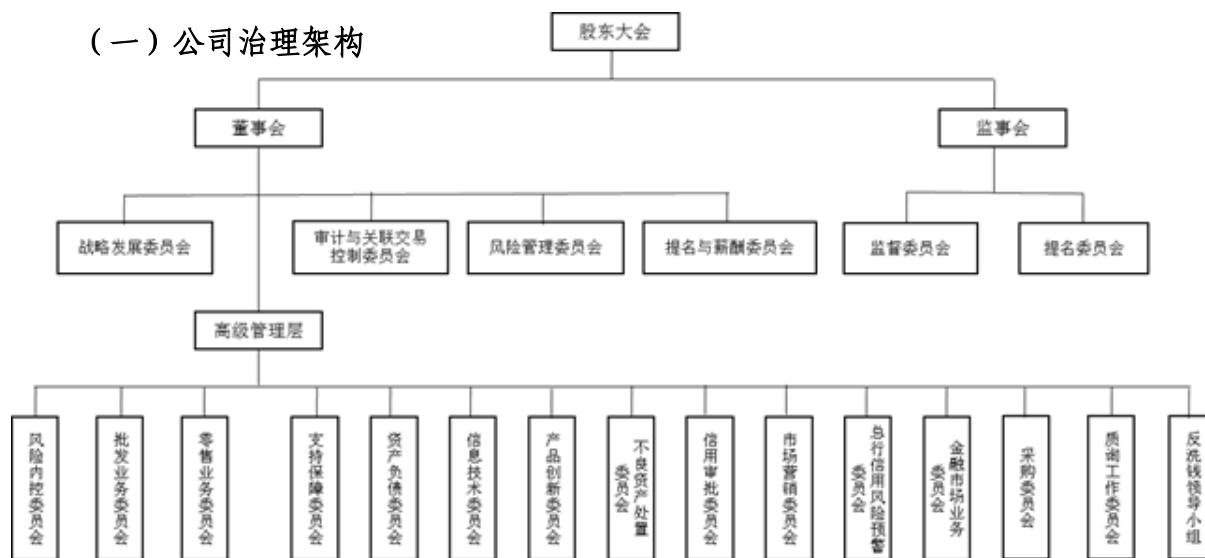 （一）公司治理架构
股东大会
董事会
监事会
战略发展委员会
审计与关联交易
控制委员会
风险管理委员会
提名与薪酬委员会
监督委员会
提名委员会
高级管理层
风险内控委员会
批发业务委员会
零售业务委员会
支持保障委员会
资产负债委员会
信息技术委员会
产品创新委员会
不良资产处置
委员会
信用审批委员会
市场营销委员会
总行信用风险预警
委员会
金融市场业务
委员会
采购委员会
质询工作委员会
反洗钱领导小组